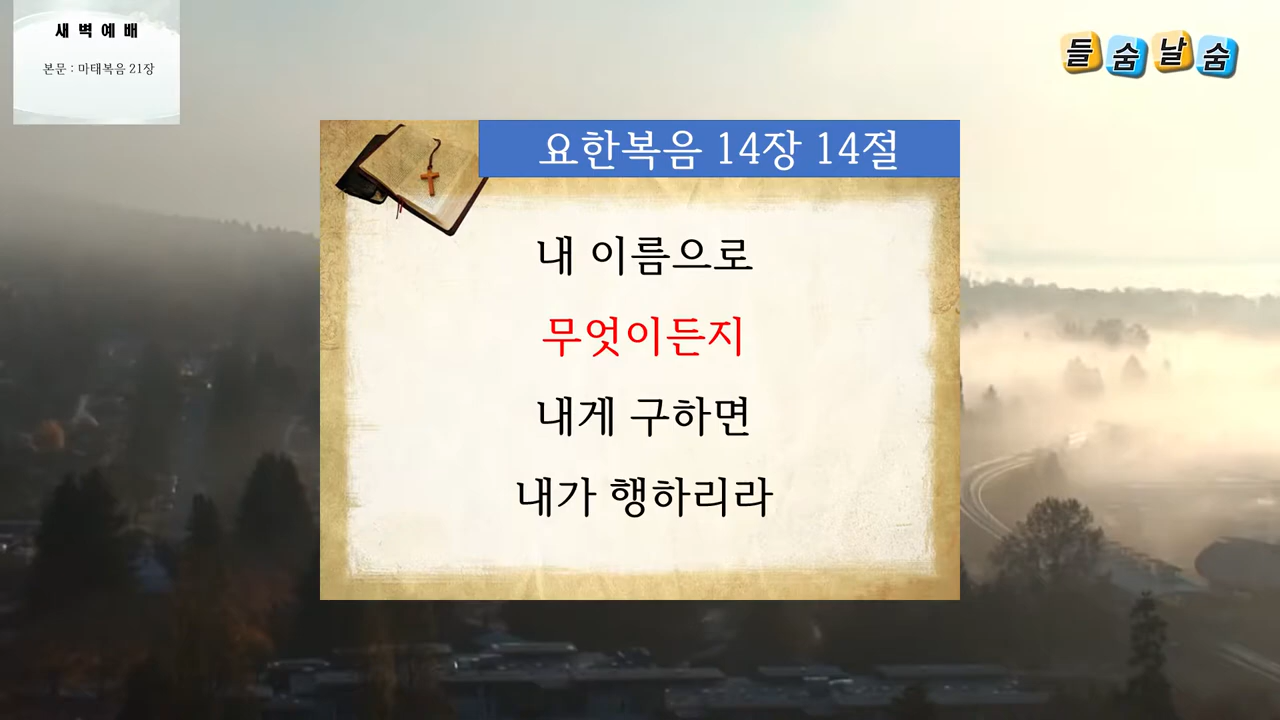 새벽예배
본문 : 마태복음 21장
들숨날숨
요한복음 14장 14절
내 이름으로
무엇이든지
내게 구하면
내가 행하리라